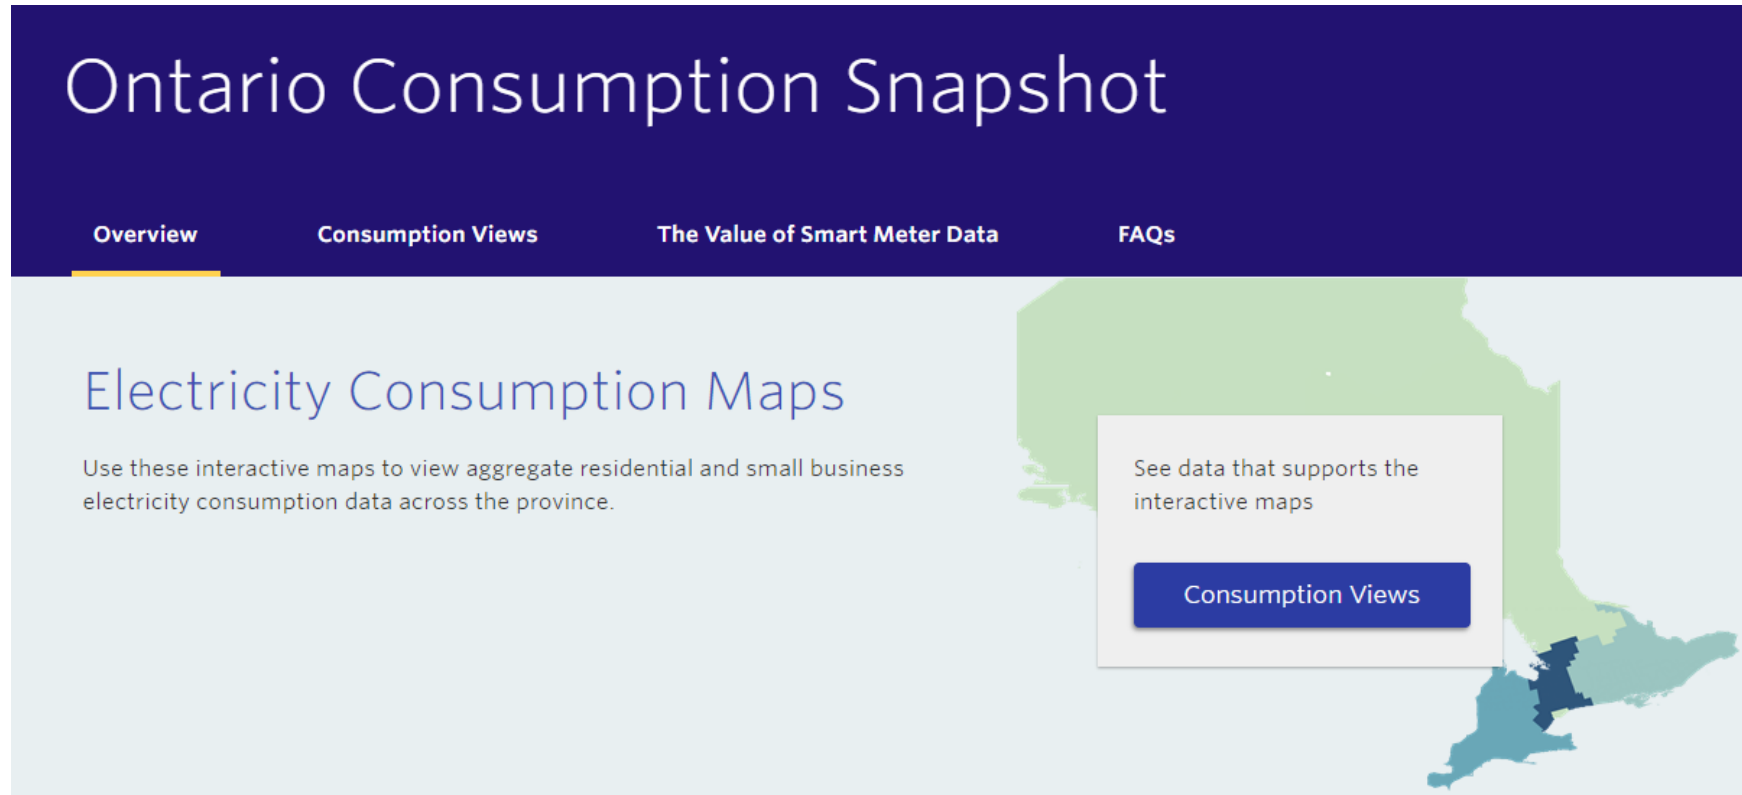 Ontario Consumption Snapshot
Overview
Consumption Views
The Value of Smart Meter Data
FAQs
Electricity Consumption Maps
Use these interactive maps to view aggregate residential and small business
electricity consumption data across the province.
See data that supports the
interactive maps
Consumption Views